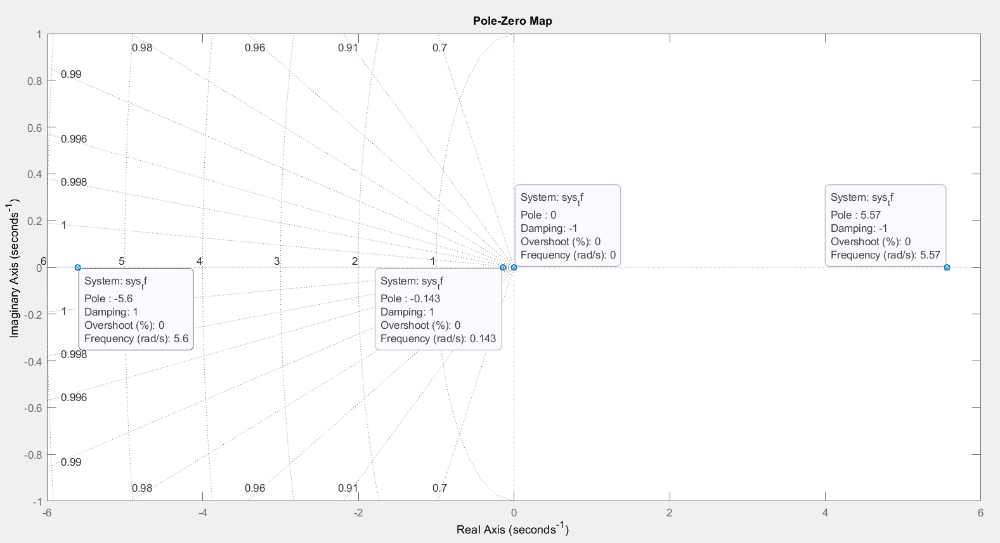 Pole-Zero Map
1
0.98
0.96
0.91
0.7
0.99
0.8
0.6
0.996
0.4
0.998
0.2
1
System: sys_tf
Pole : 0
Damping: -1
Overshoot (%): 0
Frequency (rad/s): 0
System: sys_tf
Pole : 5.57
Damping: -1
Overshoot (%): 0
Frequency (rad/s): 5.57
6
5
4
3
2
1
0
System: sys_tf
Pole : -5.6
Damping: 1
Overshoot (%): 0
Frequency (rad/s): 5.6
System: sys_tf
Pole : -0.143
Damping: 1
Overshoot (%): 0
Frequency (rad/s): 0.143
-0.2
1
-0.4
0.998
-0.6
0.996
-0.8
0.99
0.98
0.96
0.91
0.7
-1
-6
-4
-2
0
2
4
6
Real Axis (seconds⁻¹)
Imaginary Axis (seconds⁻¹)